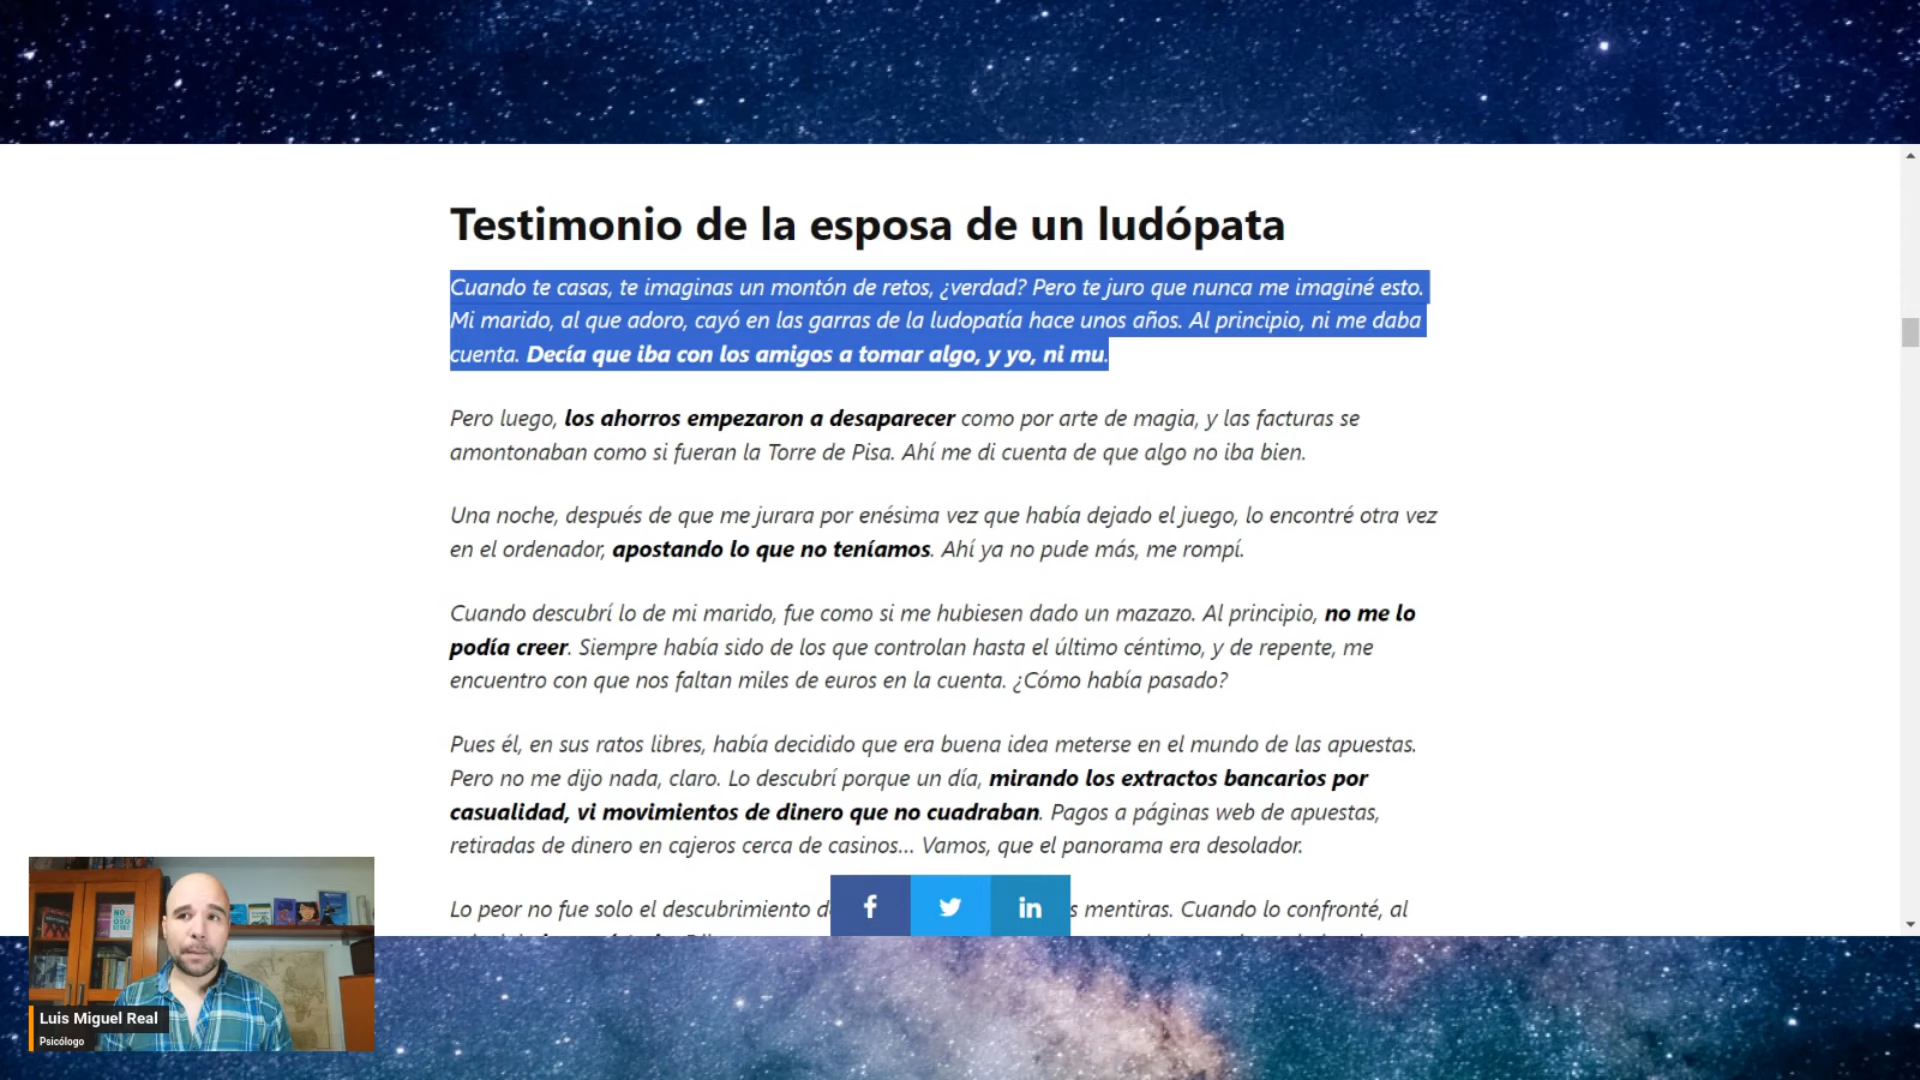 Testimonio de la esposa de un ludópata
Cuando te casas, te imaginas un montón de retos, ¿verdad? Pero te juro que nunca me imaginé esto.
Mi marido, al que adoro, cayó en las garras de la ludopatía hace unos años. Al principio, ni me daba
cuenta. Decía que iba con los amigos a tomar algo, y yo, ni mu.
Pero luego, los ahorros empezaron a desaparecer como por arte de magia, y las facturas se
amontonaban como si fueran la Torre de Pisa. Ahí me di cuenta de que algo no iba bien.
Una noche, después de que me jurara por enésima vez que había dejado el juego, lo encontré otra vez
en el ordenador, apostando lo que no teníamos. Ahí ya no pude más, me rompí.
Cuando descubrí lo de mi marido, fue como si me hubiesen dado un mazazo. Al principio, no me lo
podía creer. Siempre había sido de los que controlan hasta el último céntimo, y de repente, me
encuentro con que nos faltan miles de euros en la cuenta. ¿Cómo había pasado?
Pues él, en sus ratos libres, había decidido que era buena idea meterse en el mundo de las apuestas.
Pero no me dijo nada, claro. Lo descubrí porque un día, mirando los extractos bancarios por
casualidad, vi movimientos de dinero que no cuadraban. Pagos a páginas web de apuestas,
retiradas de dinero en cajeros cerca de casinos... Vamos, que el panorama era desolador.
Lo peor no fue solo el descubrimiento s mentiras. Cuando lo confronté, al
Luis Miguel Real
Psicólogo